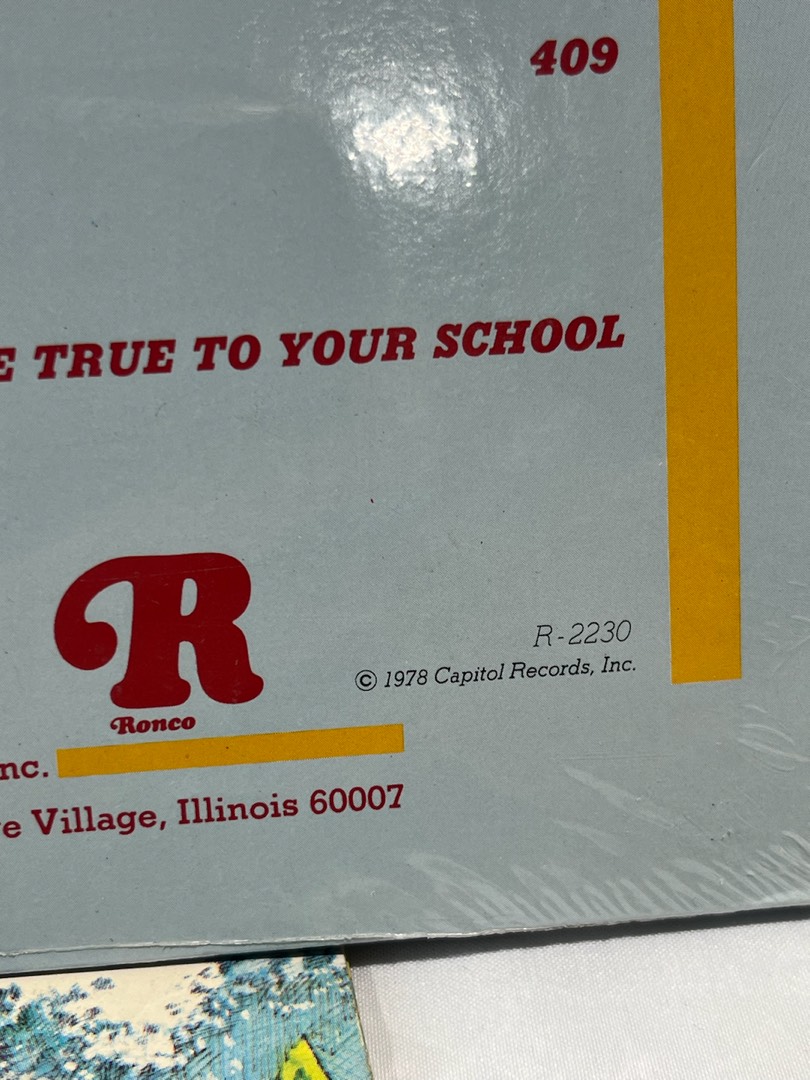 409
E TRUE TO YOUR SCHOOL
R
Ronco
R-2230
© 1978 Capitol Records, Inc.
nc.
e Village, Illinois 60007